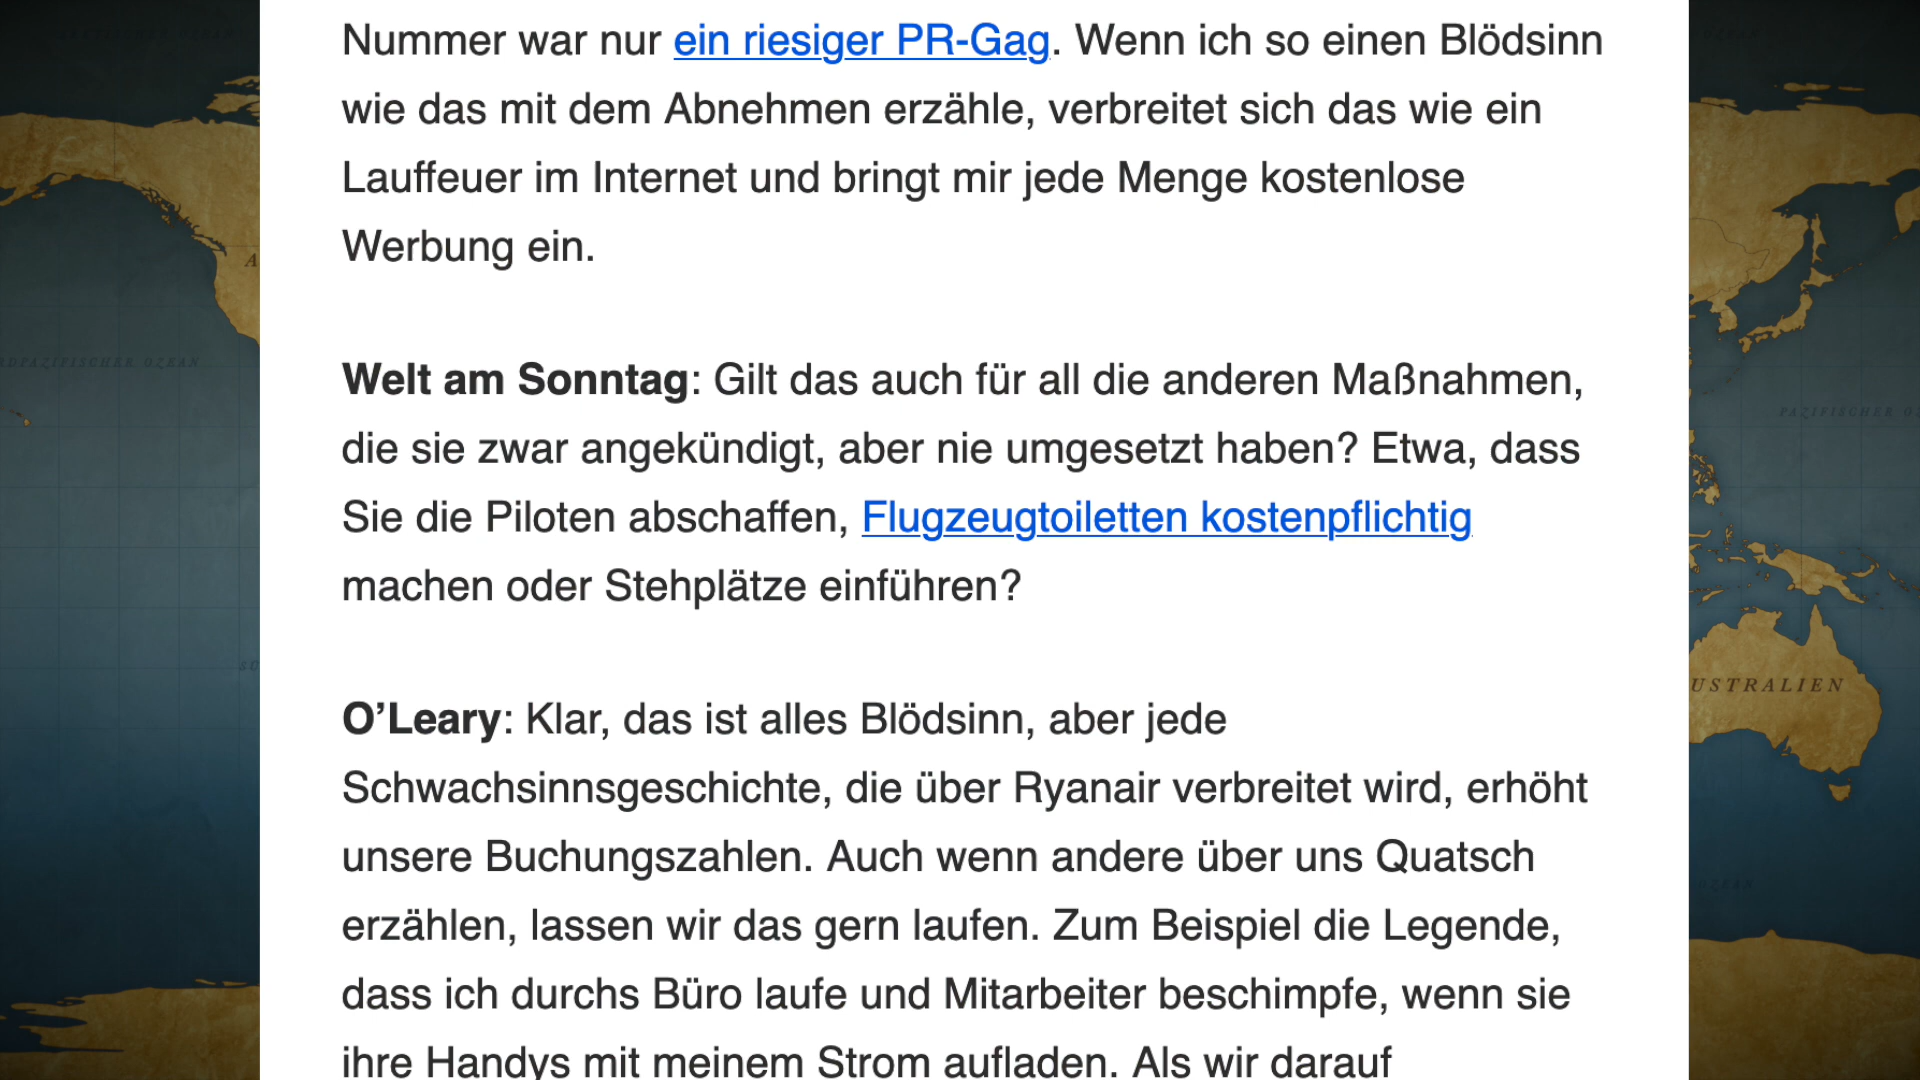 Nummer war nur ein riesiger PR-Gag. Wenn ich so einen Blödsinn
wie das mit dem Abnehmen erzähle, verbreitet sich das wie ein
Lauffeuer im Internet und bringt mir jede Menge kostenlose
Werbung ein.
Welt am Sonntag: Gilt das auch für all die anderen Maßnahmen,
die sie zwar angekündigt, aber nie umgesetzt haben? Etwa, dass
Sie die Piloten abschaffen, Flugzeugtoiletten kostenpflichtig
machen oder Stehplätze einführen?
O’Leary: Klar, das ist alles Blödsinn, aber jede
Schwachsinnsgeschichte, die über Ryanair verbreitet wird, erhöht
unsere Buchungszahlen. Auch wenn andere über uns Quatsch
erzählen, lassen wir das gern laufen. Zum Beispiel die Legende,
dass ich durchs Büro laufe und Mitarbeiter beschimpfe, wenn sie
ihre Handys mit meinem Strom aufladen. Als wir darauf
RDPAZIFISCHER OZEAN
PAZIFISCHER O
USTRALIEN